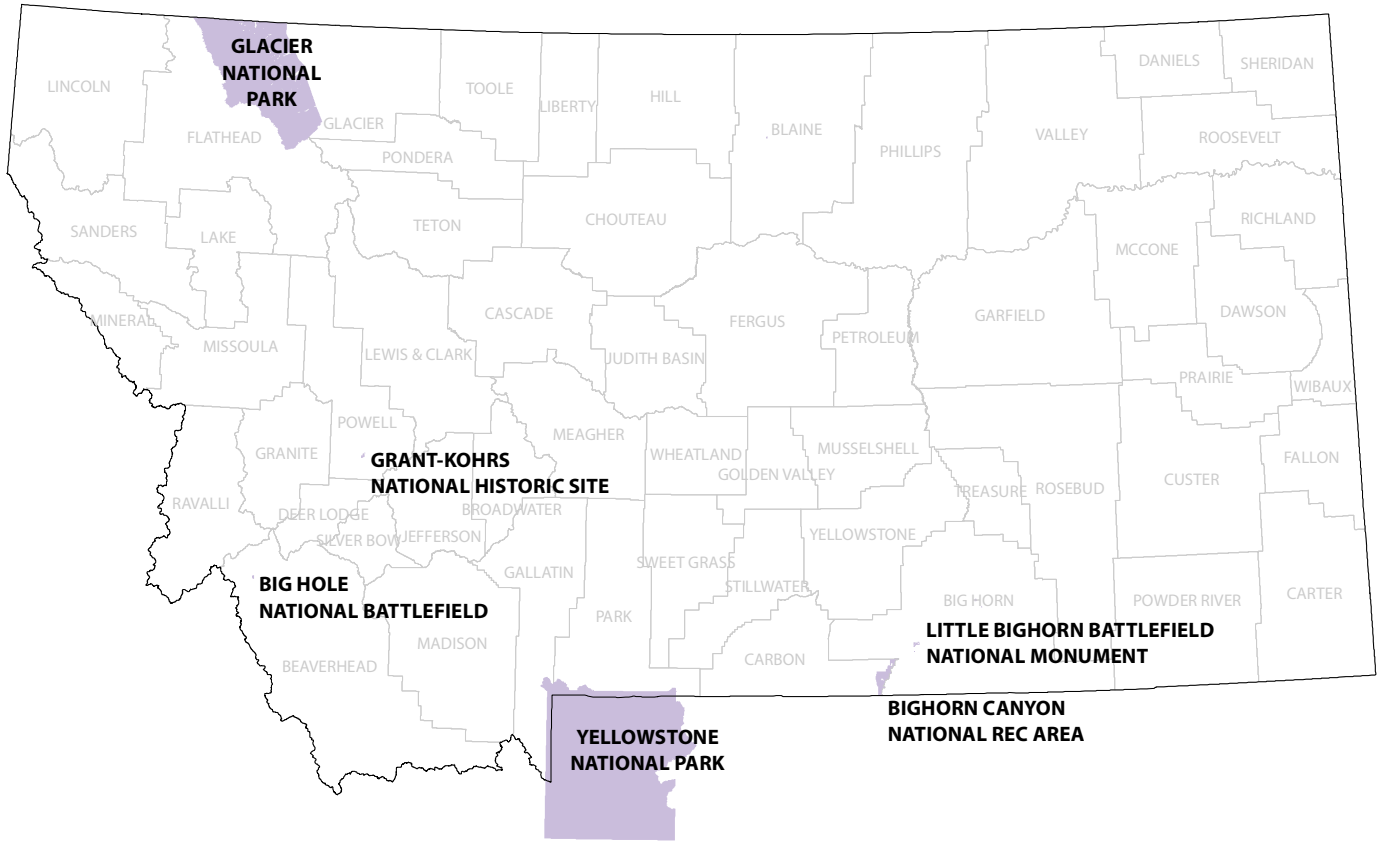 GLACIER
NATIONAL
PARK
DANIELS
SHERIDAN
LINCOLN
TOOLE
LIBERTY
HILL
GLACIER
FLATHEAD
BLAINE
VALLEY
ROOSEVELT
PONDERA
PHILLIPS
SANDERS
LAKE
TETON
CHOUTEAU
RICHLAND
MCCONE
MINERAL
MISSOULA
CASCADE
FERGUS
GARFIELD
DAWSON
LEWIS & CLARK
JUDITH BASIN
PETROLEUM
PRAIRIE
WIBAUX
POWELL
MEAGHER
GRANITE
WHEATLAND
MUSSELSHELL
GOLDEN VALLEY
FALLON
GRANT-KOHRS
NATIONAL HISTORIC SITE
RAVALLI
TREASURE
ROSEBUD
CUSTER
DEER LODGE
BROADWATER
SILVER BOW
JEFFERSON
YELLOWSTONE
GALLATIN
SWEET GRASS
STILLWATER
BIG HOLE
NATIONAL BATTLEFIELD
PARK
BIG HORN
POWDER RIVER
CARTER
MADISON
BEAVERHEAD
CARBON
LITTLE BIGHORN BATTLEFIELD
NATIONAL MONUMENT
BIGHORN CANYON
NATIONAL REC AREA
YELLOWSTONE
NATIONAL PARK